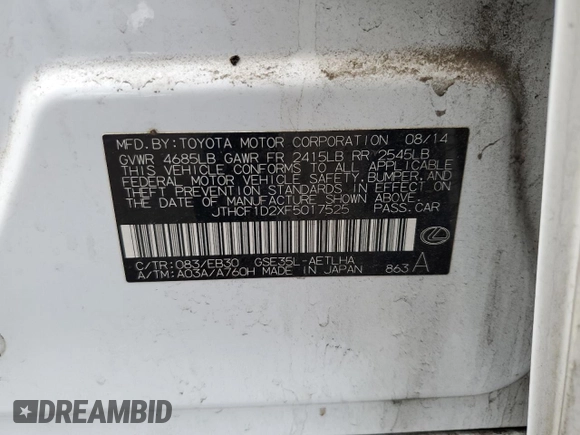 MFD.BY:TOYOTA MOTOR CORPORATION 08/14
GVWR 4685LB GAWR FR 2415LB RR 2545LB
THIS VEHICLE CONFORMS TO ALL APPLICABLE
FEDERAL MOTOR VEHICLE SAFETY, BUMPER, AND
THEFT PREVENTION STANDARDS IN EFFECT ON
THE DATE OF MANUFACTURE SHOWN ABOVE.
JTHCF1D2XF5017525 PASS.CAR
C/TR:083/EB30 GSE35L-AETLHA
A/TM:A03A/A760H MADE IN JAPAN 863 A
DREAMBID